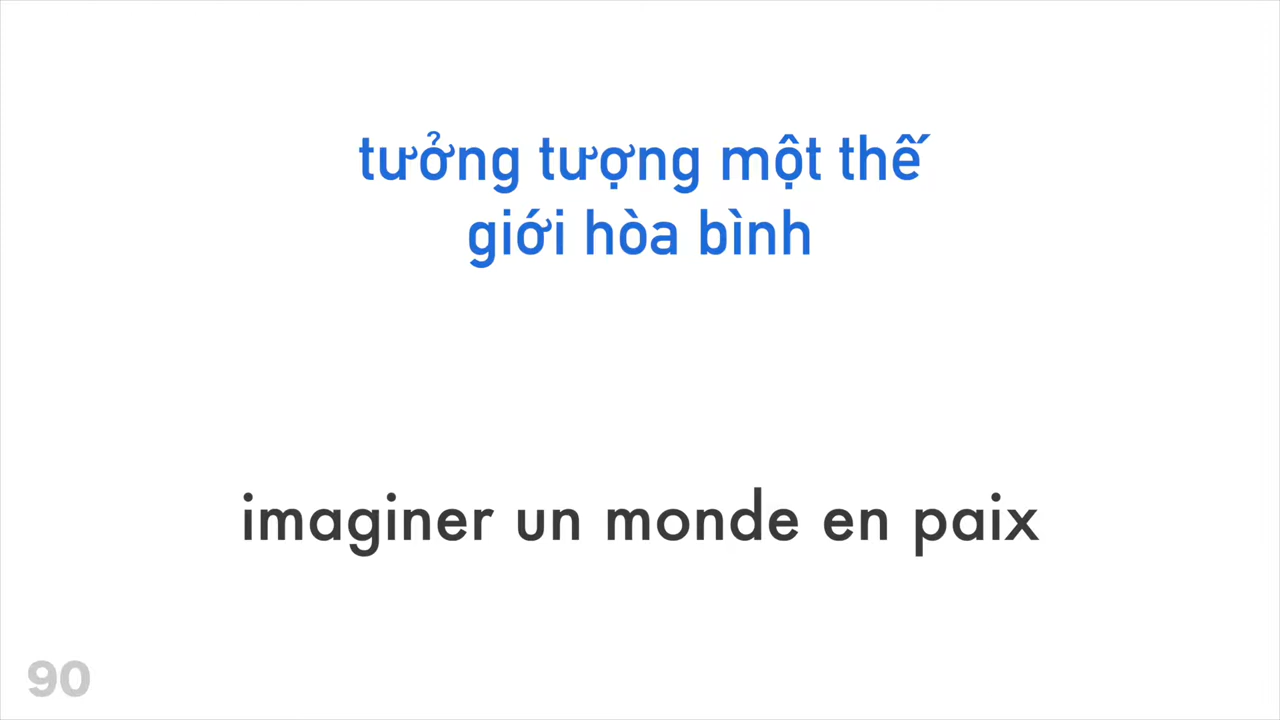 tưởng tượng một thế
giới hòa bình
imaginer un monde en paix
90